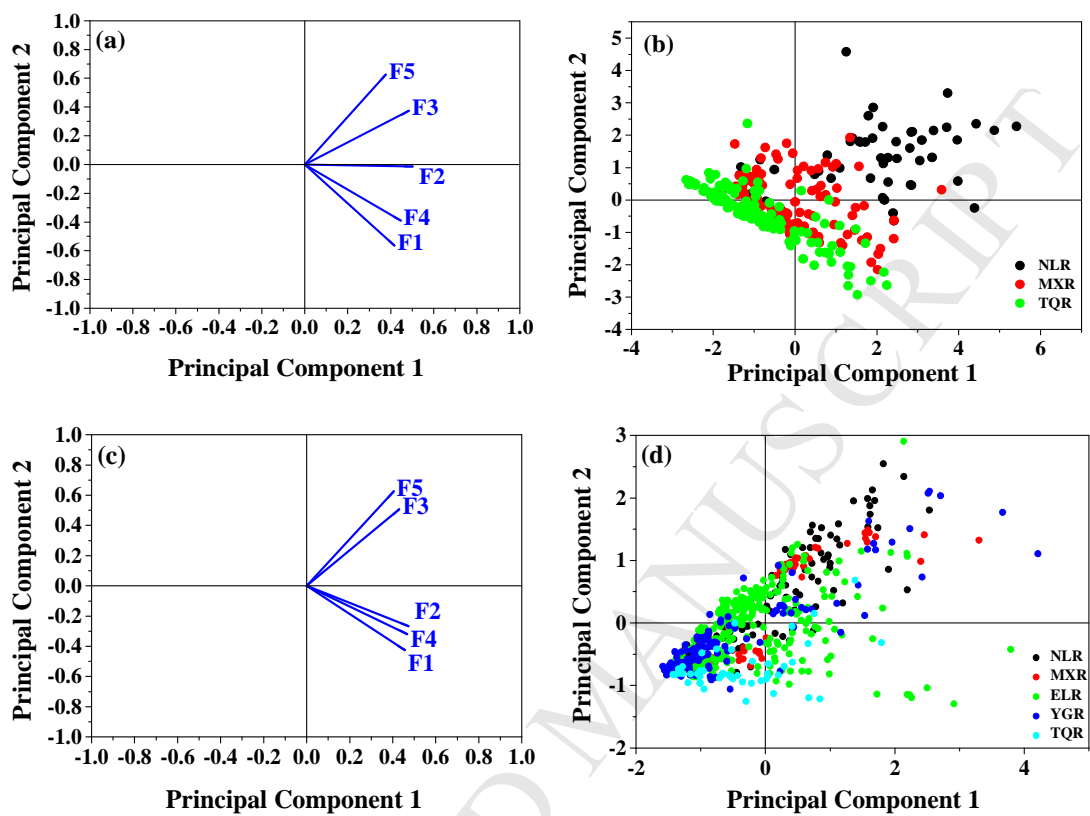 (a)
Principal Component 2
1.0
0.8
0.6
0.4
0.2
0.0
-0.2
-0.4
-0.6
-0.8
-1.0
F5
F3
F2
F4
F1
-1.0 -0.8 -0.6 -0.4 -0.2 0.0 0.2 0.4 0.6 0.8 1.0
Principal Component 1
(b)
Principal Component 2
5
4
3
2
1
0
-1
-2
-3
-4
NLR
MXR
TQR
-4 -2 0 2 4 6
Principal Component 1
(c)
Principal Component 2
1.0
0.8
0.6
0.4
0.2
0.0
-0.2
-0.4
-0.6
-0.8
-1.0
F5
F3
F2
F4
F1
-1.0 -0.8 -0.6 -0.4 -0.2 0.0 0.2 0.4 0.6 0.8 1.0
Principal Component 1
(d)
Principal Component 2
3
2
1
0
-1
-2
NLR
MXR
ELR
YGR
TQR
-2 0 2 4
Principal Component 1
D MANUSCRIPT